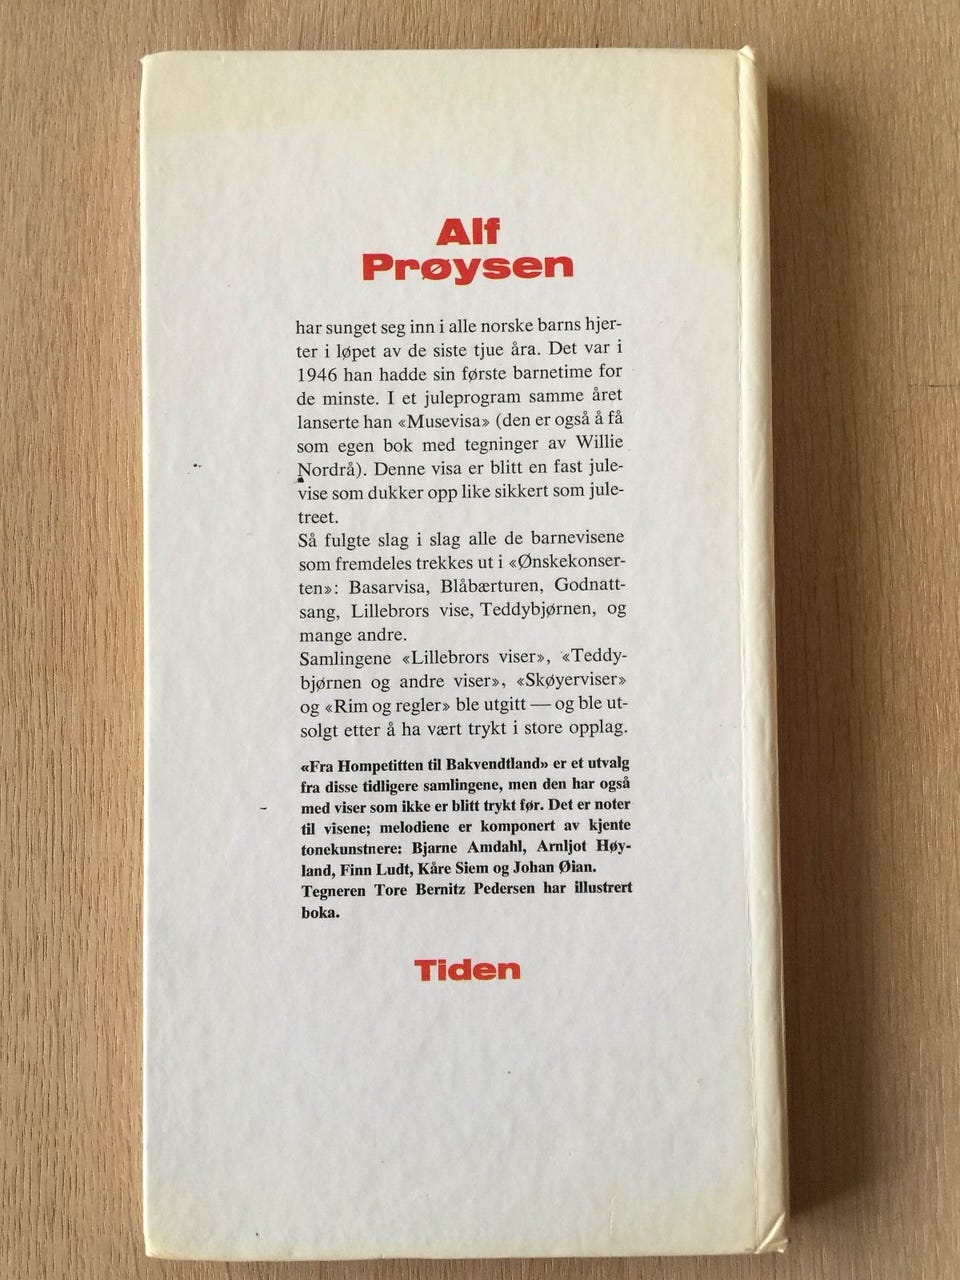 Alf
Prøysen
har sunget seg inn i alle norske barns hjer-
ter i løpet av de siste tjue åra. Det var i
1946 han hadde sin første barnetime for
de minste. I et juleprogram samme året
lanserte han «Musevisa» (den er også å få
som egen bok med tegninger av Willie
Nordrå). Denne visa er blitt en fast jule-
vise som dukker opp like sikkert som jule-
treet.
Så fulgte slag i slag alle de barnevisene
som fremdeles trekkes ut i «Ønskekonser-
ten»: Basarvisa, Blåbærturen, Godnatt-
sang, Lillebrors vise, Teddybjørnen, og
mange andre.
Samlingene «Lillebrors viser», «Teddy-
bjørnen og andre viser», «Skøyerviser»
og «Rim og regler» ble utgitt — og ble ut-
solgt etter å ha vært trykt i store opplag.
«Fra Hompetitten til Bakvendtland» er et utvalg
fra disse tidligere samlingene, men den har også
med viser som ikke er blitt trykt før. Det er noter
til visene; melodiene er komponert av kjente
tonekunstnere: Bjarne Amdahl, Arnljot Høy-
land, Finn Ludt, Kåre Siem og Johan Øian.
Tegneren Tore Bernitz Pedersen har illustrert
boka.
Tiden